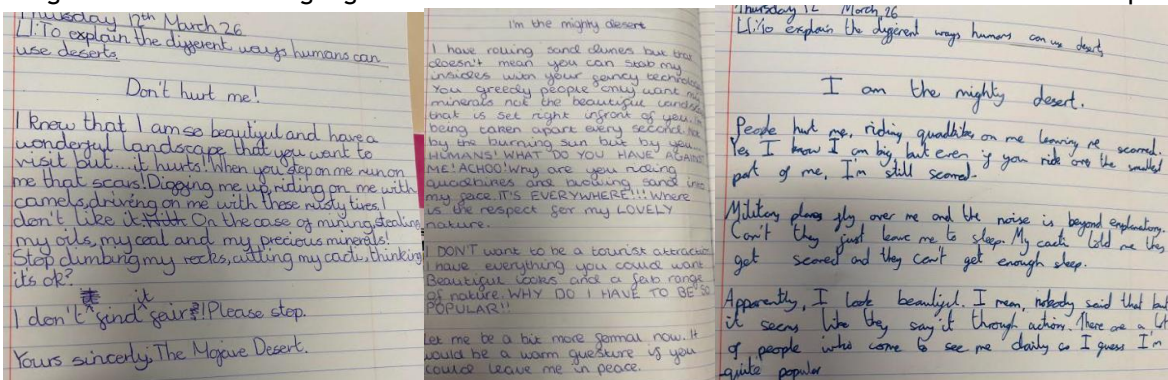 Thursday 12th March 26
LI: To explain the different ways humans can
use deserts.
Don't hurt me!
I know that I am so beautiful and have a
wonderful landscape that you want to
visit but....it hurts! When you step on me run on
me that scars! Digging me up, riding on me with
camels, driving on me with these rusty tires. I
don't like it. On the case of mining, stealing
my oils, my coal and my precious minerals!
Stop climbing my rocks, cutting my cacti, thinking
its ok?
I don't find it fair!! Please stop.
Yours sincerly, The Mojave Desert.
I'm the mighty desert
I have rolling sand dunes but that
doesn't mean you can stab my
insides with your fancy
You greedy people only want my
minerals not the beautiful
that is set right infront of you. I'm
being taken apart every second. Not
by the burning sun but by you
HUMANS! WHAT DO YOU HAVE AGAINST
ME! ACHOO! Why are you riding
quadbikes and blowing sand into
my face. IT'S EVERYWHERE!!! Where
is the respect for my LOVELY
nature.
I DON'T want to be a tourist
I have everything you could want
Beautiful looks and a fab range
of nature. WHY DO I HAVE TO BE SO
POPULAR!!
Let me be a bit more formal now. It
would be a warm guesture if you
could leave me in peace.
Thursday 12 March 26
LI: To explain the different ways humans can use desert
I am the mighty desert.
People hurt me, riding quadbikes on me leaving me scarred.
Yes I know I am big, but even if you ride over the smallest
part of me, I'm still scarred.
Military planes fly over me and the noise is beyond
Can't they just leave me to sleep. My cacti told me they
get scared and they can't get enough sleep.
Apparently, I look beautiful. I mean, nobody said that but
it seems like they say it through actions. There are a lot
of people who come to see me daily so I guess I'm
quite popular